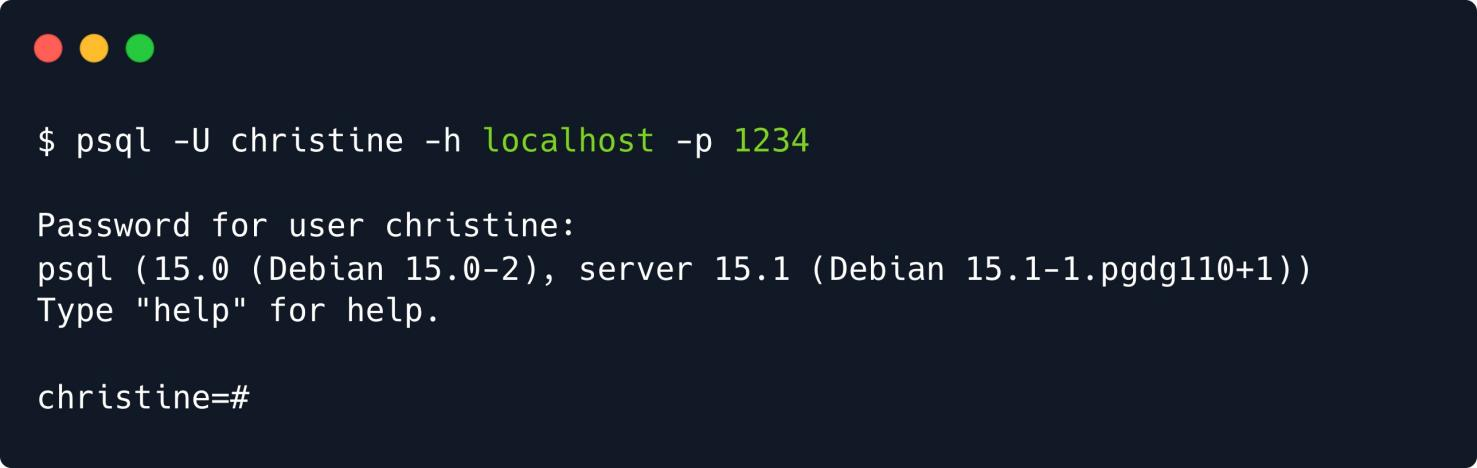 $ psql -U christine -h localhost -p 1234
Password for user christine:
psql (15.0 (Debian 15.0-2), server 15.1 (Debian 15.1-1.pgdg110+1))
Type "help" for help.
christine=#